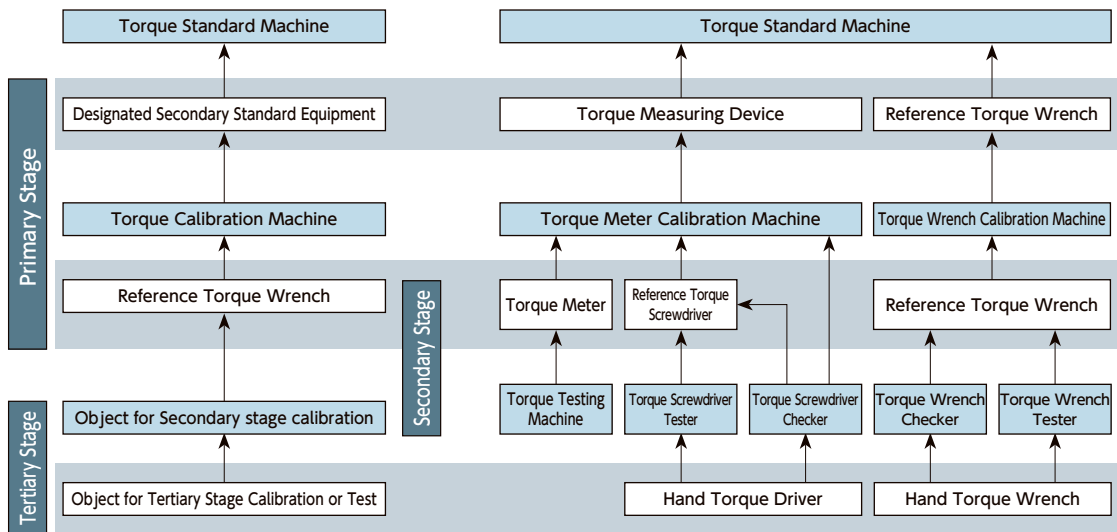 Torque Standard Machine
Torque Standard Machine
Primary Stage
Designated Secondary Standard Equipment
Torque Measuring Device
Reference Torque Wrench
Torque Calibration Machine
Torque Meter Calibration Machine
Torque Wrench Calibration Machine
Reference Torque Wrench
Secondary Stage
Torque Meter
Reference Torque
Screwdriver
Reference Torque Wrench
Tertiary Stage
Object for Secondary stage calibration
Torque Testing
Machine
Torque Screwdriver
Tester
Torque Screwdriver
Checker
Torque Wrench
Checker
Torque Wrench
Tester
Object for Tertiary Stage Calibration or Test
Hand Torque Driver
Hand Torque Wrench